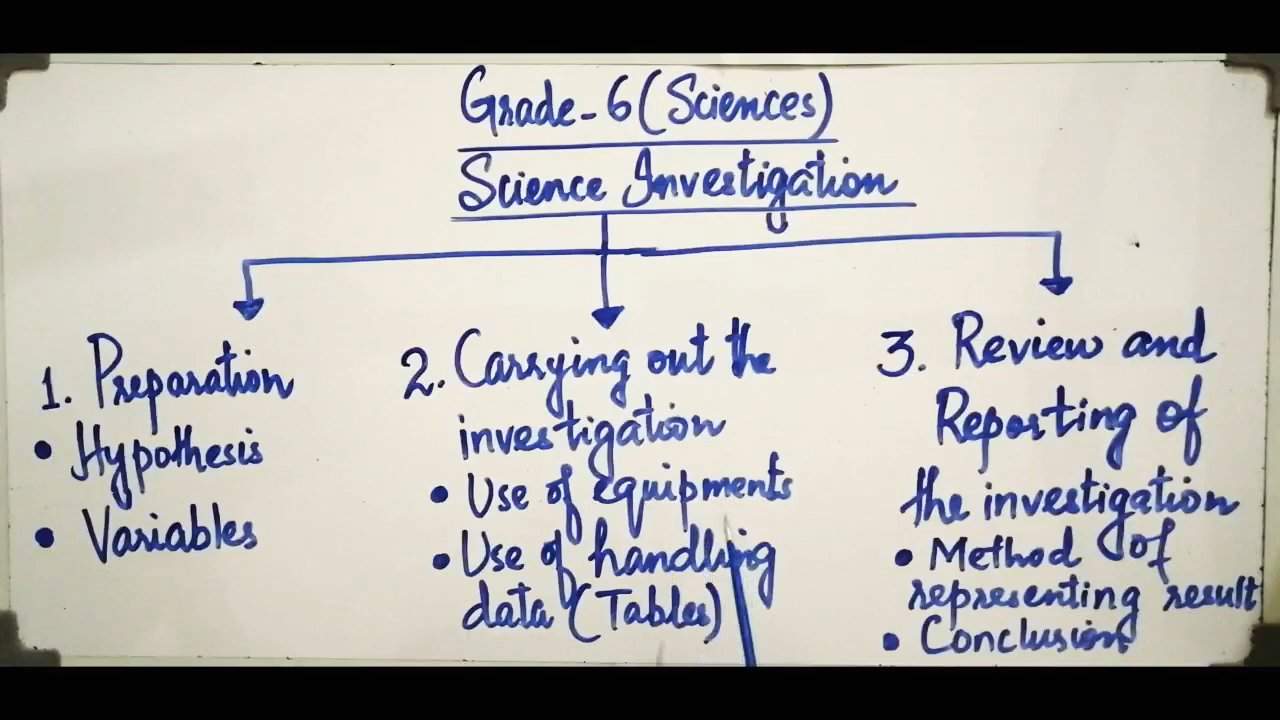 Grade-6 (Sciences)
Science Investigation
1. Preparation
• Hypothesis
• Variables
2. Carrying out the
investigation
• Use of equipments
• Use of handling
data (Tables)
3. Review and
Reporting of
the investigation
• Method of
representing result
• Conclusion